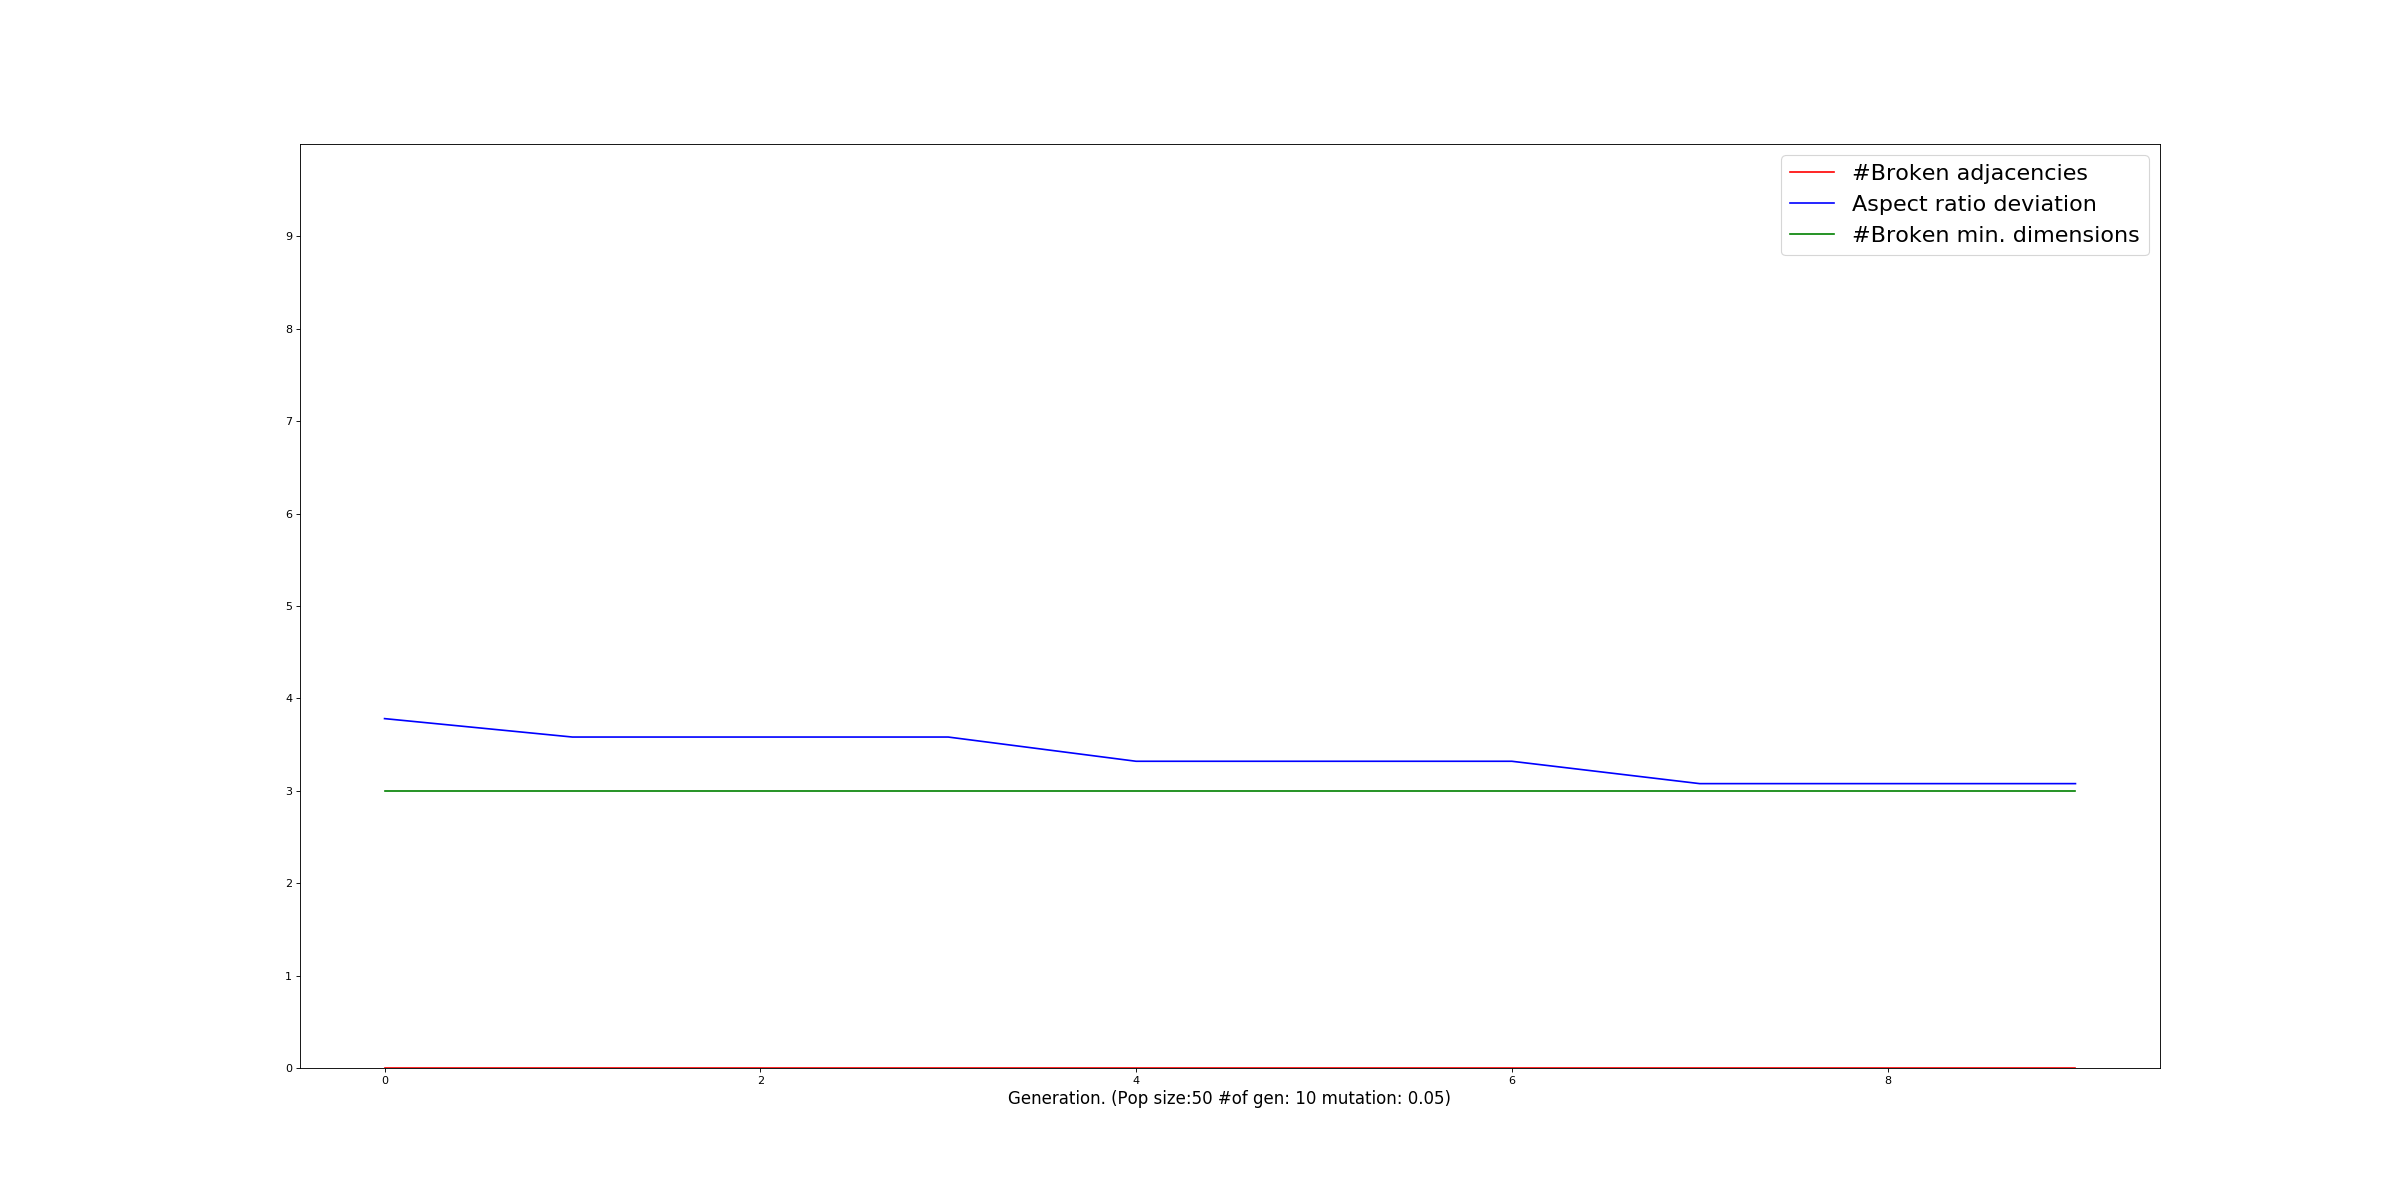 #Broken adjacencies
Aspect ratio deviation
#Broken min. dimensions
9
8
7
6
5
4
3
2
1
0
0 2 4 6 8
Generation. (Pop size:50 #of gen: 10 mutation: 0.05)